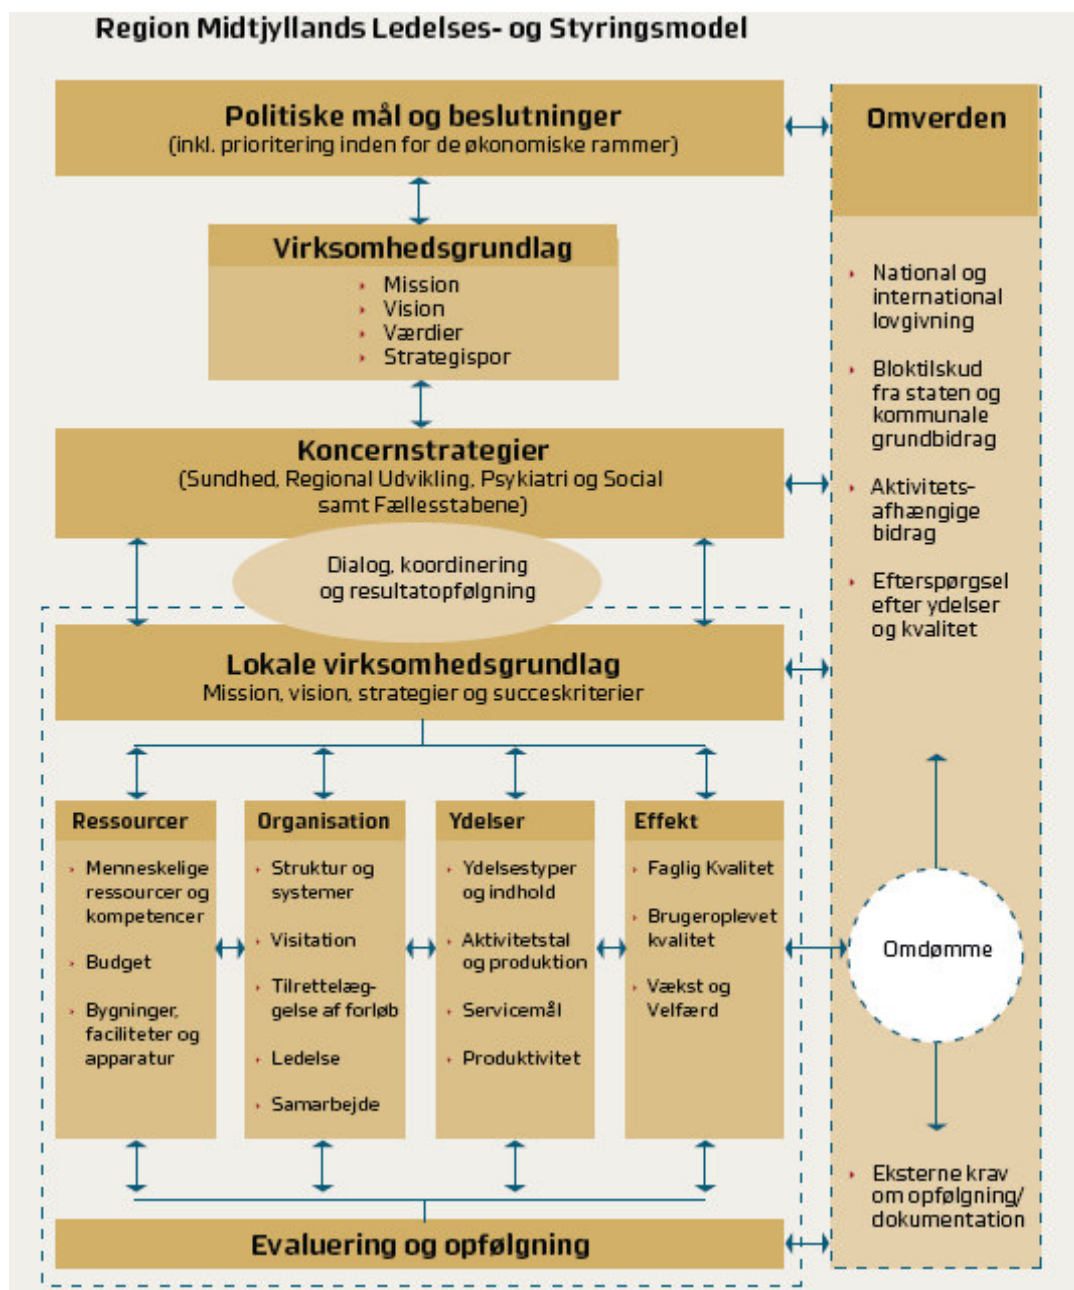 Region Midtjyllands Ledelses- og Styringsmodel
Politiske mål og beslutninger
(inkl. prioritering inden for de økonomiske rammer)
Virksomhedsgrundlag
Mission
Vision
Værdier
Strategispor
Koncernstrategier
(Sundhed, Regional Udvikling, Psykiatri og Social
samt Fællesstabene)
Dialog, koordinering
og resultatopfølgning
Lokale virksomhedsgrundlag
Mission, vision, strategier og succeskriterier
Ressourcer
Menneskelige
ressourcer og
kompetencer
Budget
Bygninger,
faciliteter og
apparatur
Organisation
Struktur og
systemer
Visitation
Tilrettelæg-
gelse af forløb
Ledelse
Samarbejde
Ydelser
Ydelsestyper
og indhold
Aktivitetstal
og produktion
Servicemål
Produktivitet
Effekt
Faglig Kvalitet
Brugeroplevet
kvalitet
Vækst og
Velfærd
Evaluering og opfølgning
Omverden
National og
international
lovgivning
Bloktilskud
fra staten og
kommunale
grundbidrag
Aktivitets-
afhængige
bidrag
Efterspørgsel
efter ydelser
og kvalitet
Omdømme
Eksterne krav
om opfølgning/
dokumentation